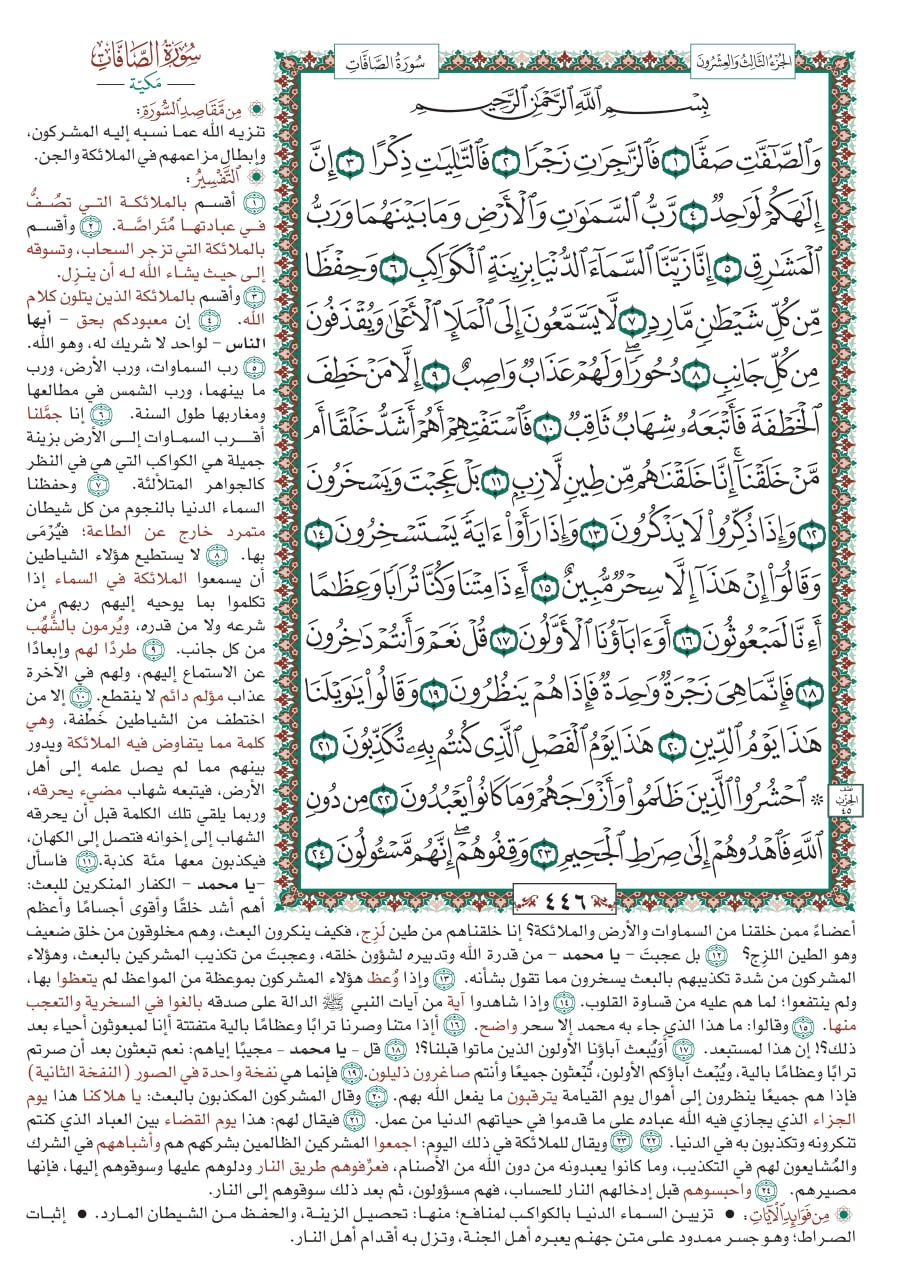 الجُزْءُ الثَّالِثُ وَالعِشْرُونَ
سُورَةُ الصَّافَّاتِ
بِسْمِ اللَّهِ الرَّحْمَٰنِ الرَّحِيمِ
وَالصَّٰٓفَّٰتِ صَفّٗا ١ فَالزَّٰجِرَٰتِ زَجۡرٗا ٢ فَالتَّٰلِيَٰتِ ذِكۡرًا ٣ إِنَّ
إِلَٰهَكُمۡ لَوَٰحِدٞ ٤ رَّبُّ السَّمَٰوَٰتِ وَالۡأَرۡضِ وَمَا بَيۡنَهُمَا وَرَبُّ
الۡمَشَٰرِقِ ٥ إِنَّا زَيَّنَّا السَّمَآءَ الدُّنۡيَا بِزِينَةٍ الۡكَوَاكِبِ ٦ وَحِفۡظٗا
مِّن كُلِّ شَيۡطَٰنٖ مَّارِدٖ ٧ لَّا يَسَّمَّعُونَ إِلَى الۡمَلَإِ الۡأَعۡلَىٰ وَيُقۡذَفُونَ
مِن كُلِّ جَانِبٖ ٨ دُحُورٗاۖ وَلَهُمۡ عَذَابٞ وَاصِبٌ ٩ إِلَّا مَنۡ خَطِفَ
الۡخَطۡفَةَ فَأَتۡبَعَهُۥ شِهَابٞ ثَاقِبٞ ١٠ فَاسۡتَفۡتِهِمۡ أَهُمۡ أَشَدُّ خَلۡقًا أَم
مَّنۡ خَلَقۡنَآۚ إِنَّا خَلَقۡنَٰهُم مِّن طِينٖ لَّازِبِۭ ١١ بَلۡ عَجِبۡتَ وَيَسۡخَرُونَ
١٢ وَإِذَا ذُكِّرُواْ لَا يَذۡكُرُونَ ١٣ وَإِذَا رَأَوۡاْ ءَايَةٗ يَسۡتَسۡخِرُونَ ١٤
وَقَالُوٓاْ إِنۡ هَٰذَآ إِلَّا سِحۡرٞ مُّبِينٌ ١٥ أَءِذَا مِتۡنَا وَكُنَّا تُرَابٗا وَعِظَٰمًا
أَءِنَّا لَمَبۡعُوثُونَ ١٦ أَوَءَابَآؤُنَا الۡأَوَّلُونَ ١٧ قُلۡ نَعَمۡ وَأَنتُمۡ دَٰخِرُونَ
١٨ فَإِنَّمَا هِيَ زَجۡرَةٞ وَٰحِدَةٞ فَإِذَا هُمۡ يَنظُرُونَ ١٩ وَقَالُواْ يَٰوَيۡلَنَا
هَٰذَا يَوۡمُ الدِّينِ ٢٠ هَٰذَا يَوۡمُ الۡفَصۡلِ الَّذِي كُنتُم بِهِۦ تُكَذِّبُونَ ٢١
۞ احۡشُرُواْ الَّذِينَ ظَلَمُواْ وَأَزۡوَٰجَهُمۡ وَمَا كَانُواْ يَعۡبُدُونَ ٢٢ مِن دُونِ
اللَّهِ فَاهۡدُوهُمۡ إِلَىٰ صِرَٰطِ الۡجَحِيمِ ٢٣ وَقِفُوهُمۡۖ إِنَّهُم مَّسۡـُٔولُونَ ٢٤
نصف
الحِزْب
٤٥
٤٤٦
سُورَةُ الصَّافَّاتِ
مَكيّة
مِن مَّقَاصِدِ السُّورَةِ:
تنزيه الله عما نسبه إليه المشركون،
وإبطال مزاعمهم في الملائكة والجن.
التَّفْسِيرُ:
١ أقسم بالملائكة التي تصُفُّ
في عبادتها مُتَراصَّة. ٢ وأقسم
بالملائكة التي تزجر السحاب، وتسوقه
إلى حيث يشاء الله له أن ينزِل.
٣ وأقسم بالملائكة الذين يتلون كلام
الله. ٤ إن معبودكم بحق – أيها
الناس – لواحد لا شريك له، وهو الله.
٥ رب السماوات، ورب الأرض، ورب
ما بينهما، ورب الشمس في مطالعها
ومغاربها طول السنة. ٦ إنا جمَّلنا
أقرب السماوات إلى الأرض بزينة
جميلة هي الكواكب التي هي في النظر
كالجواهر المتلألئة. ٧ وحفظنا
السماء الدنيا بالنجوم من كل شيطان
متمرد خارج عن الطاعة؛ فيُرْمَى
بها. ٨ لا يستطيع هؤلاء الشياطين
أن يسمعوا الملائكة في السماء إذا
تكلموا بما يوحيه إليهم ربهم من
شرعه ولا من قدره، ويُرمون بالشُّهُب
من كل جانب. ٩ طردًا لهم وإبعادًا
عن الاستماع إليهم، ولهم في الآخرة
عذاب مؤلم دائم لا ينقطع. ١٠ إلا من
اختطف من الشياطين خَطْفة، وهي
كلمة مما يتفاوض فيه الملائكة ويدور
بينهم مما لم يصل علمه إلى أهل
الأرض، فيتبعه شهاب مضيء يحرقه،
وربما يلقي تلك الكلمة قبل أن يحرقه
الشهاب إلى إخوانه فتصل إلى الكهان،
فيكذبون معها مئة كذبة. ١١ فاسأل
–يا محمد – الكفار المنكرين للبعث:
أهم أشد خلقًا وأقوى أجسامًا وأعظم
أعضاءً ممن خلقنا من السماوات والأرض والملائكة؟ إنا خلقناهم من طين لَزِج، فكيف ينكرون البعث، وهم مخلوقون من خلق ضعيف
وهو الطين اللزِج؟ ١٢ بل عجبتَ – يا محمد – من قدرة الله وتدبيره لشؤون خلقه، وعجبتَ من تكذيب المشركين بالبعث، وهؤلاء
المشركون من شدة تكذيبهم بالبعث يسخرون مما تقول بشأنه. ١٣ وإذا وُعظ هؤلاء المشركون بموعظة من المواعظ لم يتعظوا بها،
ولم ينتفعوا؛ لما هم عليه من قساوة القلوب. ١٤ وإذا شاهدوا آية من آيات النبي ﷺ الدالة على صدقه بالغوا في السخرية والتعجب
منها. ١٥ وقالوا: ما هذا الذي جاء به محمد إلا سحر واضح. ١٦ أإذا متنا وصرنا ترابًا وعظامًا بالية متفتتة أإنا لمبعوثون أحياء بعد
ذلك؟! إن هذا لمستبعد. ١٧ أوَيُبعث آباؤنا الأولون الذين ماتوا قبلنا؟! ١٨ قل – يا محمد – مجيبًا إياهم: نعم تبعثون بعد أن صرتم
ترابًا وعظامًا بالية، ويُبْعث آباؤكم الأولون، تُبْعثون جميعًا وأنتم صاغرون ذليلون. ١٩ فإنما هي نفخة واحدة في الصور (النفخة الثانية)
فإذا هم جميعًا ينظرون إلى أهوال يوم القيامة يترقبون ما يفعل الله بهم. ٢٠ وقال المشركون المكذبون بالبعث: يا هلاكنا هذا يوم
الجزاء الذي يجازي فيه الله عباده على ما قدموا في حياتهم الدنيا من عمل. ٢١ فيقال لهم: هذا يوم القضاء بين العباد الذي كنتم
تنكرونه وتكذبون به في الدنيا. ٢٢ ٢٣ ويقال للملائكة في ذلك اليوم: اجمعوا المشركين الظالمين بشركهم هم وأشباههم في الشرك
والمُشايعون لهم في التكذيب، وما كانوا يعبدونه من دون الله من الأصنام، فعرِّفوهم طريق النار ودلوهم عليها وسوقوهم إليها، فإنها
مصيرهم. ٢٤ واحبسوهم قبل إدخالهم النار للحساب، فهم مسؤولون، ثم بعد ذلك سوقوهم إلى النار.
مِن فَوَائِدِ الْآيَاتِ: • تزيين السماء الدنيا بالكواكب لمنافع؛ منها: تحصيل الزينة، والحفظ من الشيطان المارد. • إثبات
الصراط؛ وهو جسر ممدود على متن جهنم يعبره أهل الجنة، وتزل به أقدام أهل النار.